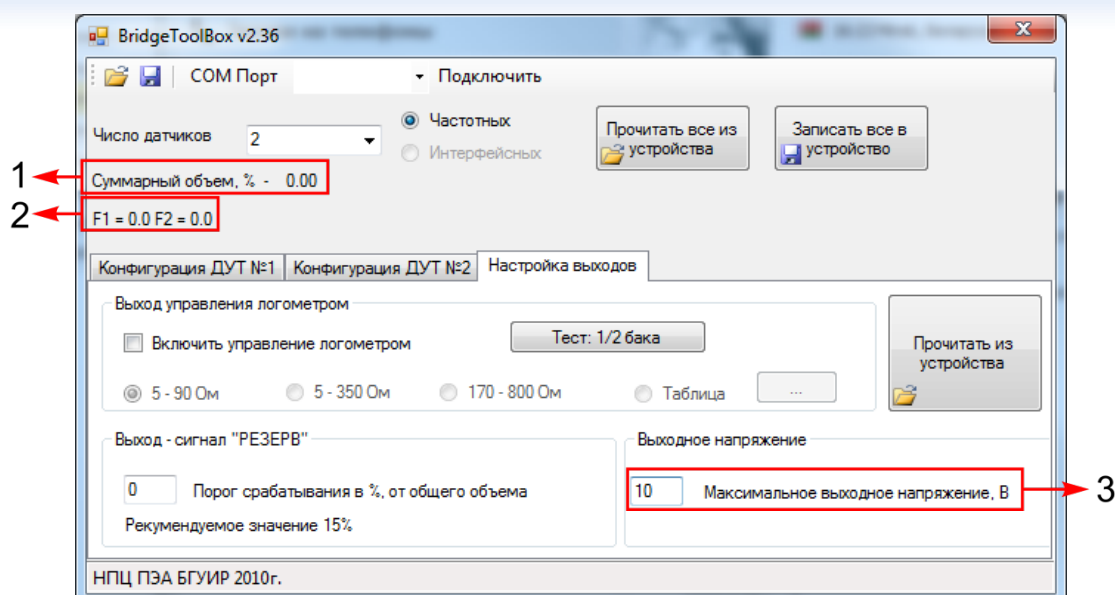 BridgeToolBox v2.36
COM Порт
Подключить
Число датчиков
2
Частотных
Интерфейсных
Прочитать все из
устройства
Записать все в
устройство
1
Суммарный объем, % - 0.00
2
F1 = 0.0 F2 = 0.0
Конфигурация ДУТ №1
Конфигурация ДУТ №2
Настройка выходов
Выход управления логометром
Включить управление логометром
Тест: 1/2 бака
5 - 90 Ом
5 - 350 Ом
170 - 800 Ом
Таблица
...
Прочитать из
устройства
Выход - сигнал "РЕЗЕРВ"
0 Порог срабатывания в %, от общего объема
Рекомендуемое значение 15%
Выходное напряжение
10 Максимальное выходное напряжение, В
3
НПЦ ПЭА БГУИР 2010г.